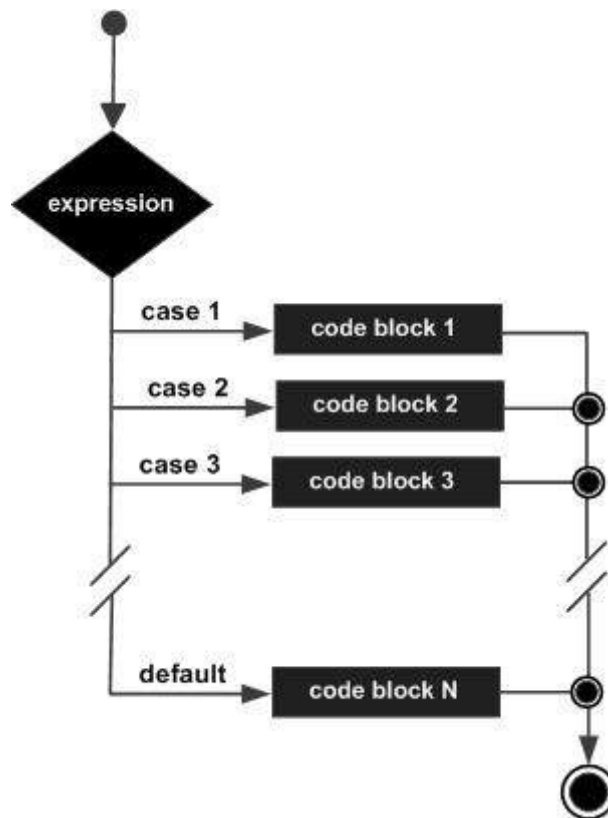 expression
case 1
code block 1
case 2
code block 2
case 3
code block 3
default
code block N